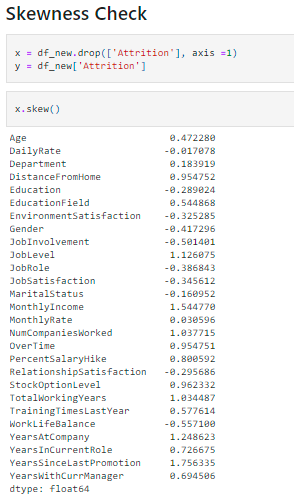 Skewness Check
x = df_new.drop(['Attrition'], axis =1)
y = df_new['Attrition']
x.skew()
Age 0.472280
DailyRate -0.017078
Department 0.183919
DistanceFromHome 0.954752
Education -0.289024
EducationField 0.544868
EnvironmentSatisfaction -0.325285
Gender -0.417296
JobInvolvement -0.501401
JobLevel 1.126075
JobRole -0.386843
JobSatisfaction -0.345612
MaritalStatus -0.160952
MonthlyIncome 1.544770
MonthlyRate 0.030596
NumCompaniesWorked 1.037715
OverTime 0.954751
PercentSalaryHike 0.800592
RelationshipSatisfaction -0.295686
StockOptionLevel 0.962332
TotalWorkingYears 1.034487
TrainingTimesLastYear 0.577614
WorkLifeBalance -0.557100
YearsAtCompany 1.248623
YearsInCurrentRole 0.726675
YearsSinceLastPromotion 1.756335
YearsWithCurrManager 0.694506
dtype: float64